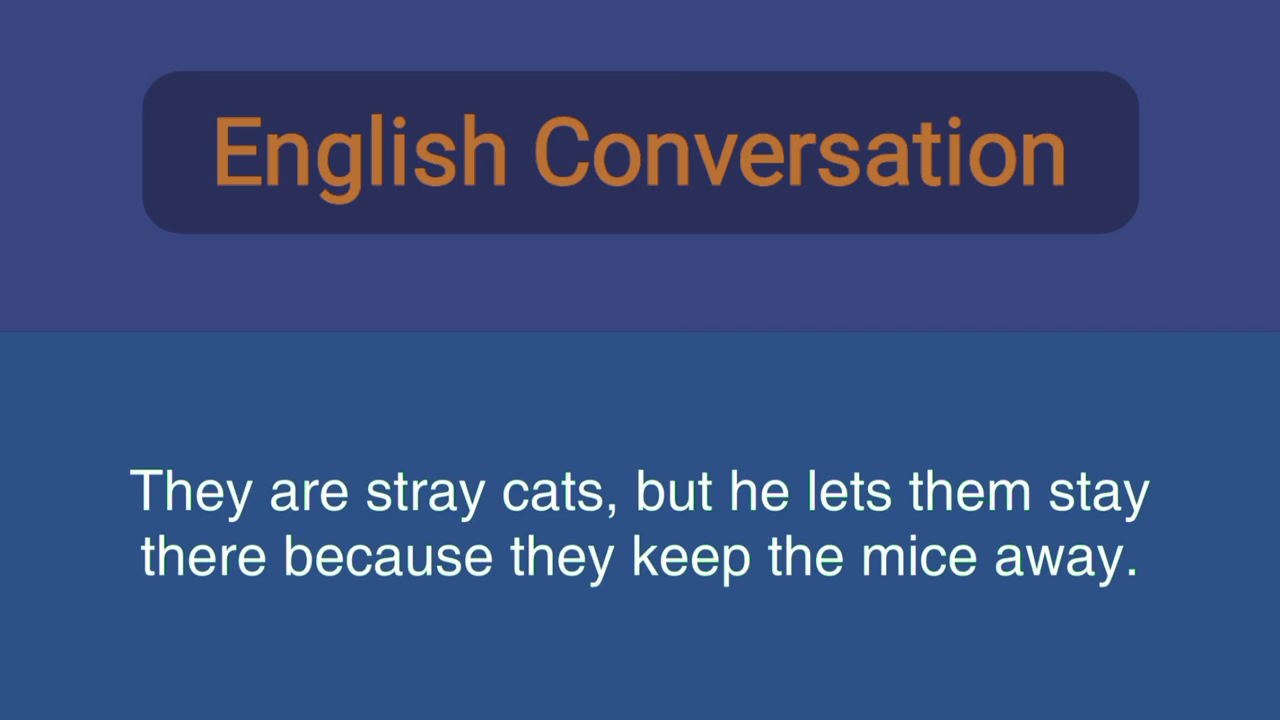 English Conversation
They are stray cats, but he lets them stay
there because they keep the mice away.